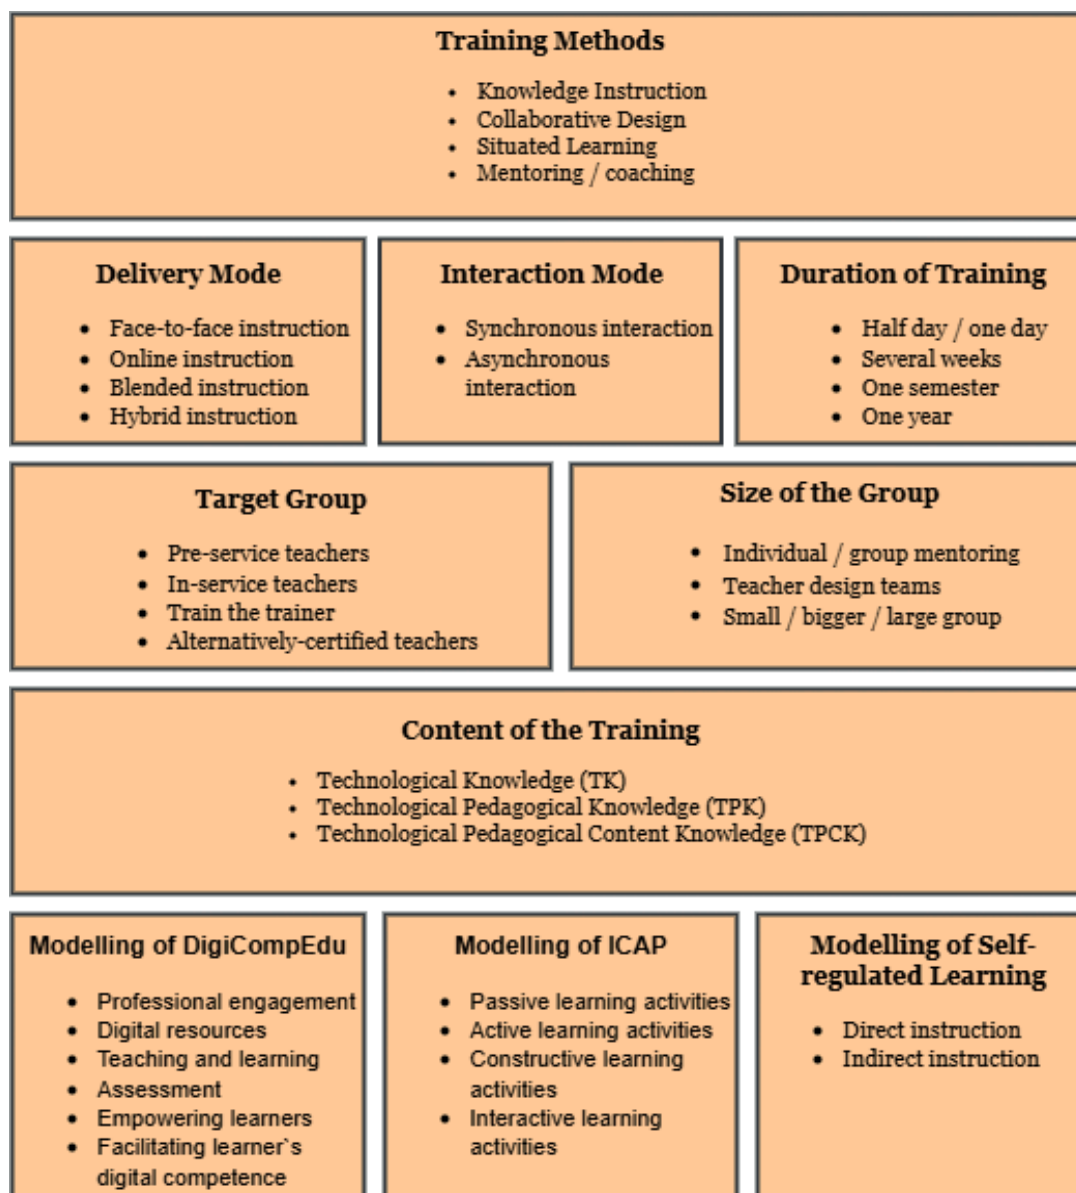 Training Methods
• Knowledge Instruction
• Collaborative Design
• Situated Learning
• Mentoring / coaching
Delivery Mode
• Face-to-face instruction
• Online instruction
• Blended instruction
• Hybrid instruction
Interaction Mode
• Synchronous interaction
• Asynchronous
interaction
Duration of Training
• Half day / one day
• Several weeks
• One semester
• One year
Target Group
• Pre-service teachers
• In-service teachers
• Train the trainer
• Alternatively-certified teachers
Size of the Group
• Individual / group mentoring
• Teacher design teams
• Small / bigger / large group
Content of the Training
• Technological Knowledge (TK)
• Technological Pedagogical Knowledge (TPK)
• Technological Pedagogical Content Knowledge (TPCK)
Modelling of DigiCompEdu
• Professional engagement
• Digital resources
• Teaching and learning
• Assessment
• Empowering learners
• Facilitating learner`s
digital competence
Modelling of ICAP
• Passive learning activities
• Active learning activities
• Constructive learning
activities
• Interactive learning
activities
Modelling of Self-
regulated Learning
• Direct instruction
• Indirect instruction